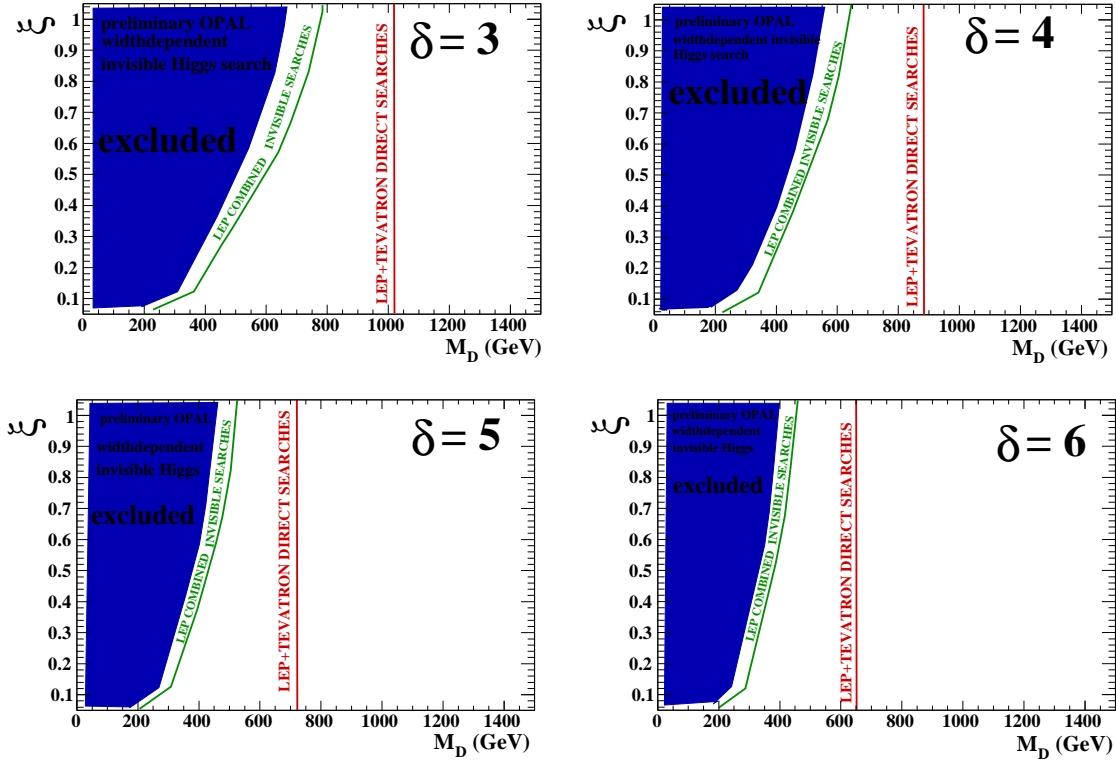 ξ
1
0.9
0.8
0.7
0.6
0.5
0.4
0.3
0.2
0.1
preliminary OPAL
widthdependent
invisible Higgs search
excluded
LEP COMBINED INVISIBLE SEARCHES
LEP+TEVATRON DIRECT SEARCHES
δ = 3
0 200 400 600 800 1000 1200 1400
M_D (GeV)
ξ
1
0.9
0.8
0.7
0.6
0.5
0.4
0.3
0.2
0.1
preliminary OPAL
widthdependent invisible
Higgs search
excluded
LEP COMBINED INVISIBLE SEARCHES
LEP+TEVATRON DIRECT SEARCHES
δ = 4
0 200 400 600 800 1000 1200 1400
M_D (GeV)
ξ
1
0.9
0.8
0.7
0.6
0.5
0.4
0.3
0.2
0.1
preliminary OPAL
widthdependent
invisible Higgs
excluded
LEP COMBINED INVISIBLE SEARCHES
LEP+TEVATRON DIRECT SEARCHES
δ = 5
0 200 400 600 800 1000 1200 1400
M_D (GeV)
ξ
1
0.9
0.8
0.7
0.6
0.5
0.4
0.3
0.2
0.1
preliminary OPAL
widthdependent
invisible Higgs
excluded
LEP COMBINED INVISIBLE SEARCHES
LEP+TEVATRON DIRECT SEARCHES
δ = 6
0 200 400 600 800 1000 1200 1400
M_D (GeV)